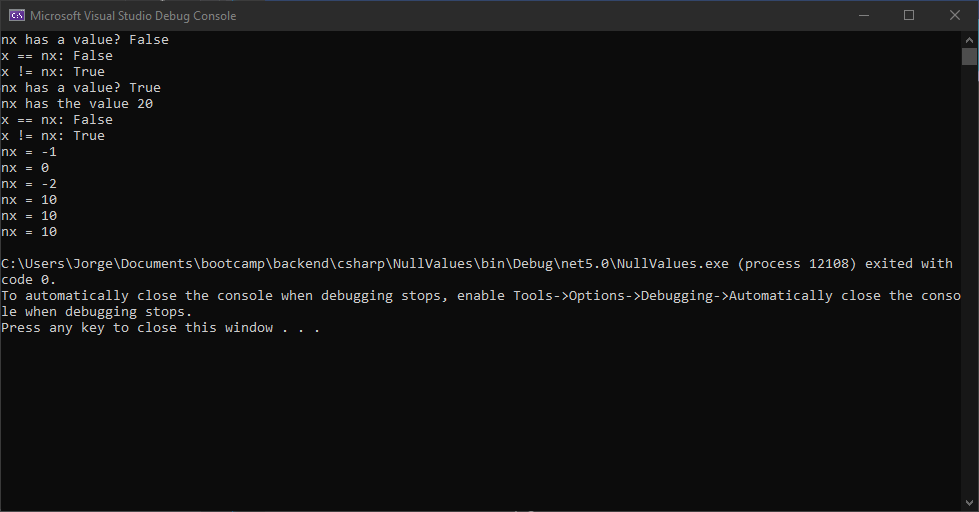 Microsoft Visual Studio Debug Console
nx has a value? False
x == nx: False
x != nx: True
nx has a value? True
nx has the value 20
x == nx: False
x != nx: True
nx = -1
nx = 0
nx = -2
nx = 10
nx = 10
nx = 10
C:\Users\Jorge\Documents\bootcamp\backend\csharp\NullValues\bin\Debug\net5.0\NullValues.exe (process 12108) exited with
code 0.
To automatically close the console when debugging stops, enable Tools->Options->Debugging->Automatically close the conso
le when debugging stops.
Press any key to close this window . . .